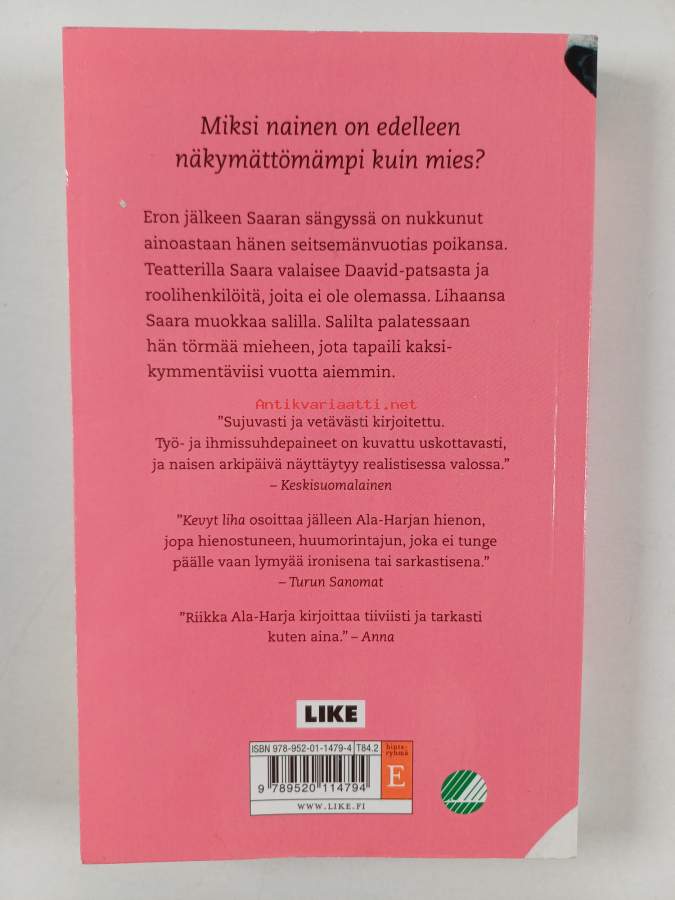 Miksi nainen on edelleen
näkymättömämpi kuin mies?
Eron jälkeen Saaran sängyssä on nukkunut
ainoastaan hänen seitsemänvuotias poikansa.
Teatterilla Saara valaisee Daavid-patsasta ja
roolihenkilöitä, joita ei ole olemassa. Lihaansa
Saara muokkaa salilla. Salilta palatessaan
hän törmää mieheen, jota tapaili kaksi-
kymmentäviisi vuotta aiemmin.
Antikvariaatti.net
”Sujuvasti ja vetävästi kirjoitettu.
Työ- ja ihmissuhdepaineet on kuvattu uskottavasti,
ja naisen arkipäivä näyttäytyy realistisessa valossa.”
– Keskisuomalainen
”Kevyt liha osoittaa jälleen Ala-Harjan hienon,
jopa hienostuneen, huumorintajun, joka ei tunge
päälle vaan lymyää ironisena tai sarkastisena.”
– Turun Sanomat
”Riikka Ala-Harja kirjoittaa tiiviisti ja tarkasti
kuten aina.” – Anna
LIKE
ISBN 978-952-01-1479-4 T84.2
hinta-
ryhmä
E
9 789520 114794
WWW.LIKE.FI